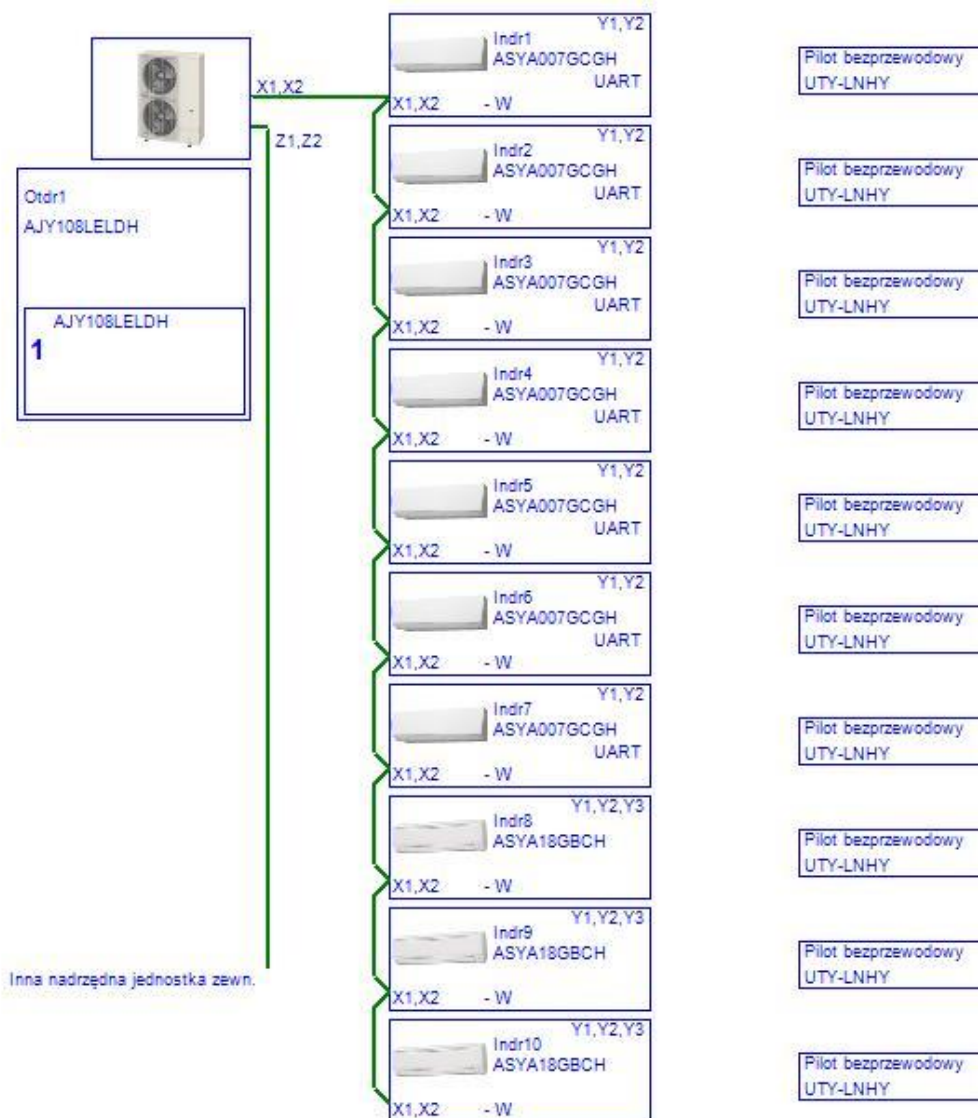 X1,X2
Z1,Z2
Otdr1
AJY108LELDH
AJY108LELDH
1
Inna nadrzędna jednostka zewn.
Y1,Y2
Indr1
ASYA007GCGH
UART
X1,X2 - W
Pilot bezprzewodowy
UTY-LNHY
Y1,Y2
Indr2
ASYA007GCGH
UART
X1,X2 - W
Pilot bezprzewodowy
UTY-LNHY
Y1,Y2
Indr3
ASYA007GCGH
UART
X1,X2 - W
Pilot bezprzewodowy
UTY-LNHY
Y1,Y2
Indr4
ASYA007GCGH
UART
X1,X2 - W
Pilot bezprzewodowy
UTY-LNHY
Y1,Y2
Indr5
ASYA007GCGH
UART
X1,X2 - W
Pilot bezprzewodowy
UTY-LNHY
Y1,Y2
Indr6
ASYA007GCGH
UART
X1,X2 - W
Pilot bezprzewodowy
UTY-LNHY
Y1,Y2
Indr7
ASYA007GCGH
UART
X1,X2 - W
Pilot bezprzewodowy
UTY-LNHY
Y1,Y2,Y3
Indr8
ASYA18GBCH
X1,X2 - W
Pilot bezprzewodowy
UTY-LNHY
Y1,Y2,Y3
Indr9
ASYA18GBCH
X1,X2 - W
Pilot bezprzewodowy
UTY-LNHY
Y1,Y2,Y3
Indr10
ASYA18GBCH
X1,X2 - W
Pilot bezprzewodowy
UTY-LNHY